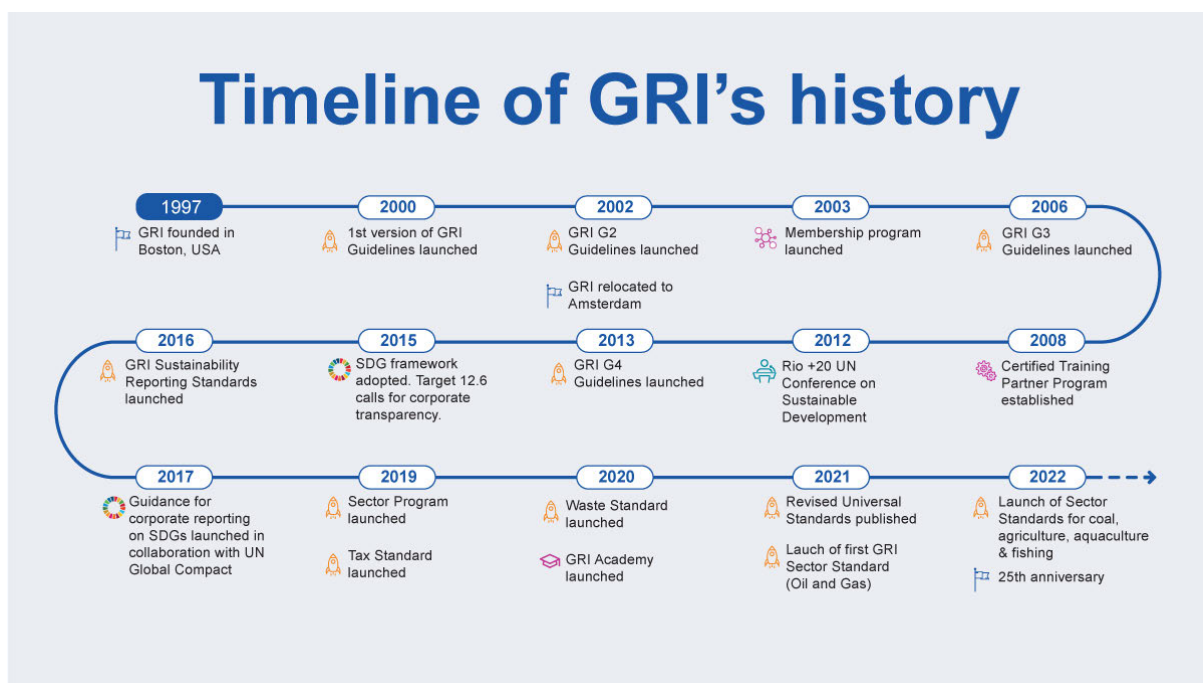 Timeline of GRI's history
1997
GRI founded in
Boston, USA
2000
1st version of GRI
Guidelines launched
2002
GRI G2
Guidelines launched
GRI relocated to
Amsterdam
2003
Membership program
launched
2006
GRI G3
Guidelines launched
2008
Certified Training
Partner Program
established
2012
Rio +20 UN
Conference on
Sustainable
Development
2013
GRI G4
Guidelines launched
2015
SDG framework
adopted. Target 12.6
calls for corporate
transparency.
2016
GRI Sustainability
Reporting Standards
launched
2017
Guidance for
corporate reporting
on SDGs launched in
collaboration with UN
Global Compact
2019
Sector Program
launched
Tax Standard
launched
2020
Waste Standard
launched
GRI Academy
launched
2021
Revised Universal
Standards published
Lauch of first GRI
Sector Standard
(Oil and Gas)
2022
Launch of Sector
Standards for coal,
agriculture, aquaculture
& fishing
25th anniversary